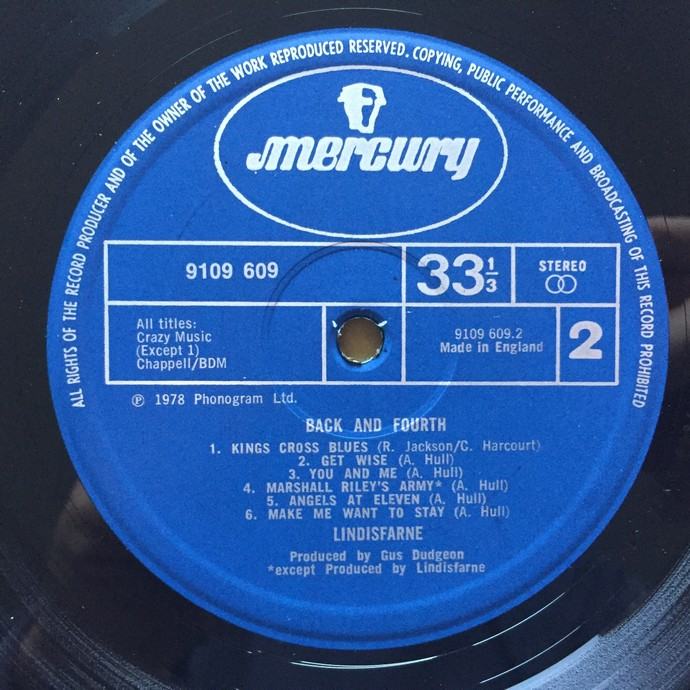 ALL RIGHTS OF THE RECORD PRODUCER AND OF THE OWNER OF THE WORK REPRODUCED RESERVED. COPYING, PUBLIC PERFORMANCE AND BROADCASTING OF THIS RECORD PROHIBITED
mercury
9109 609
33 1/3
STEREO
All titles:
Crazy Music
(Except 1)
Chappell/BDM
9109 609.2
Made in England
2
℗ 1978 Phonogram Ltd.
BACK AND FOURTH
1. KINGS CROSS BLUES (R. Jackson/C. Harcourt)
2. GET WISE (A. Hull)
3. YOU AND ME (A. Hull)
4. MARSHALL RILEY'S ARMY* (A. Hull)
5. ANGELS AT ELEVEN (A. Hull)
6. MAKE ME WANT TO STAY (A. Hull)
LINDISFARNE
Produced by Gus Dudgeon
*except Produced by Lindisfarne